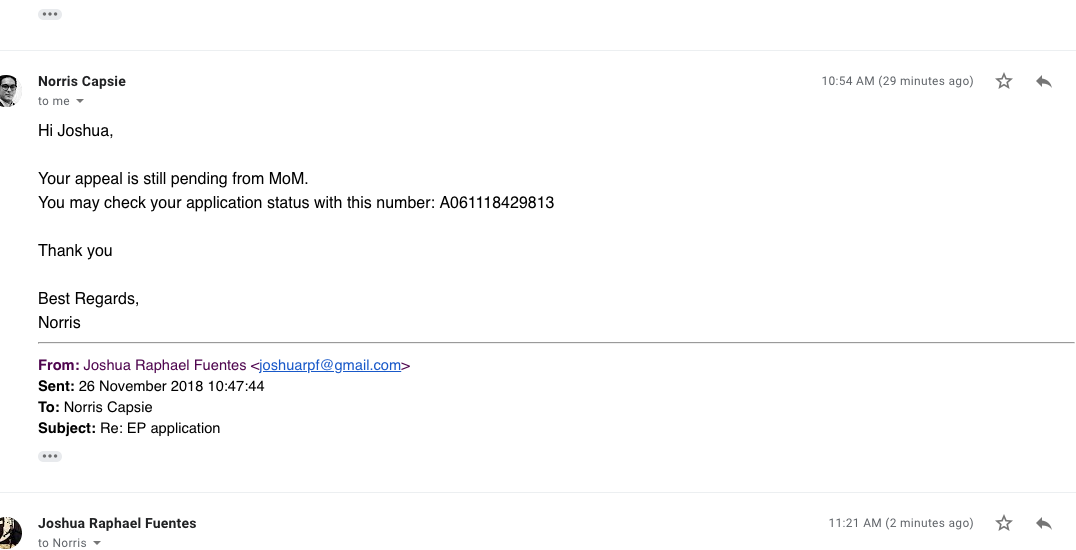 Norris Capsie
10:54 AM (29 minutes ago)
to me
Hi Joshua,
Your appeal is still pending from MoM.
You may check your application status with this number: A061118429813
Thank you
Best Regards,
Norris
From: Joshua Raphael Fuentes <joshuarpf@gmail.com>
Sent: 26 November 2018 10:47:44
To: Norris Capsie
Subject: Re: EP application
Joshua Raphael Fuentes
11:21 AM (2 minutes ago)
to Norris